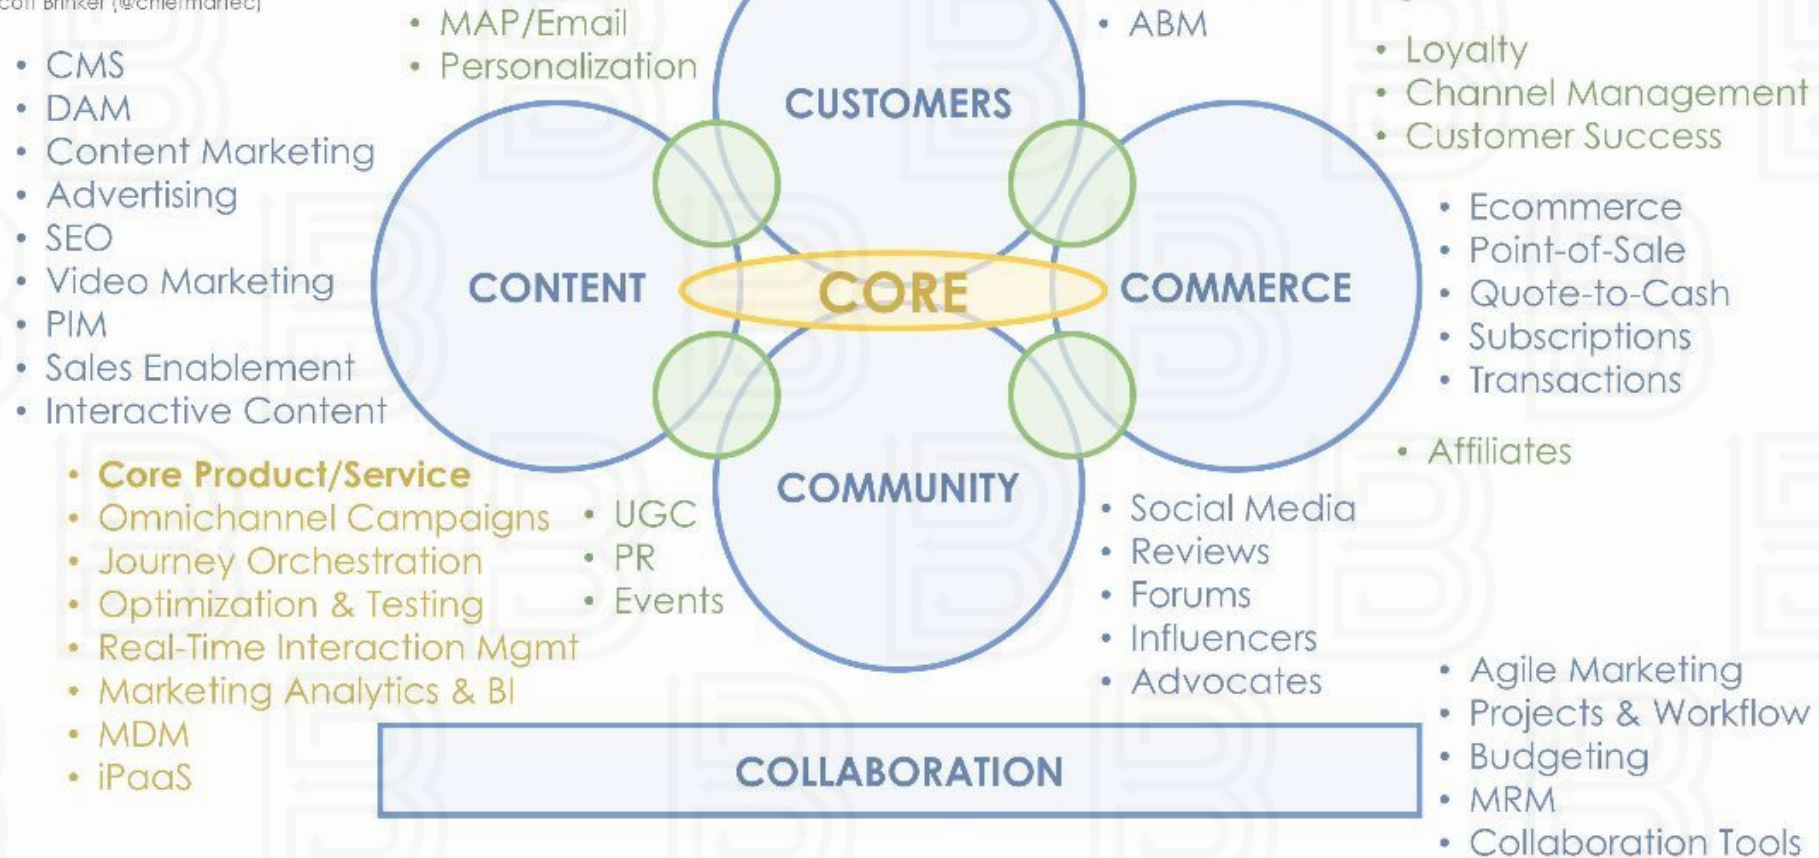 • MAP/Email
• Personalization
• ABM
• Loyalty
• Channel Management
• Customer Success
• CMS
• DAM
• Content Marketing
• Advertising
• SEO
• Video Marketing
• PIM
• Sales Enablement
• Interactive Content
CUSTOMERS
CONTENT
CORE
COMMERCE
COMMUNITY
• Ecommerce
• Point-of-Sale
• Quote-to-Cash
• Subscriptions
• Transactions
• Affiliates
• Core Product/Service
• Omnichannel Campaigns
• Journey Orchestration
• Optimization & Testing
• Real-Time Interaction Mgmt
• Marketing Analytics & BI
• MDM
• iPaaS
• UGC
• PR
• Events
• Social Media
• Reviews
• Forums
• Influencers
• Advocates
COLLABORATION
• Agile Marketing
• Projects & Workflow
• Budgeting
• MRM
• Collaboration Tools